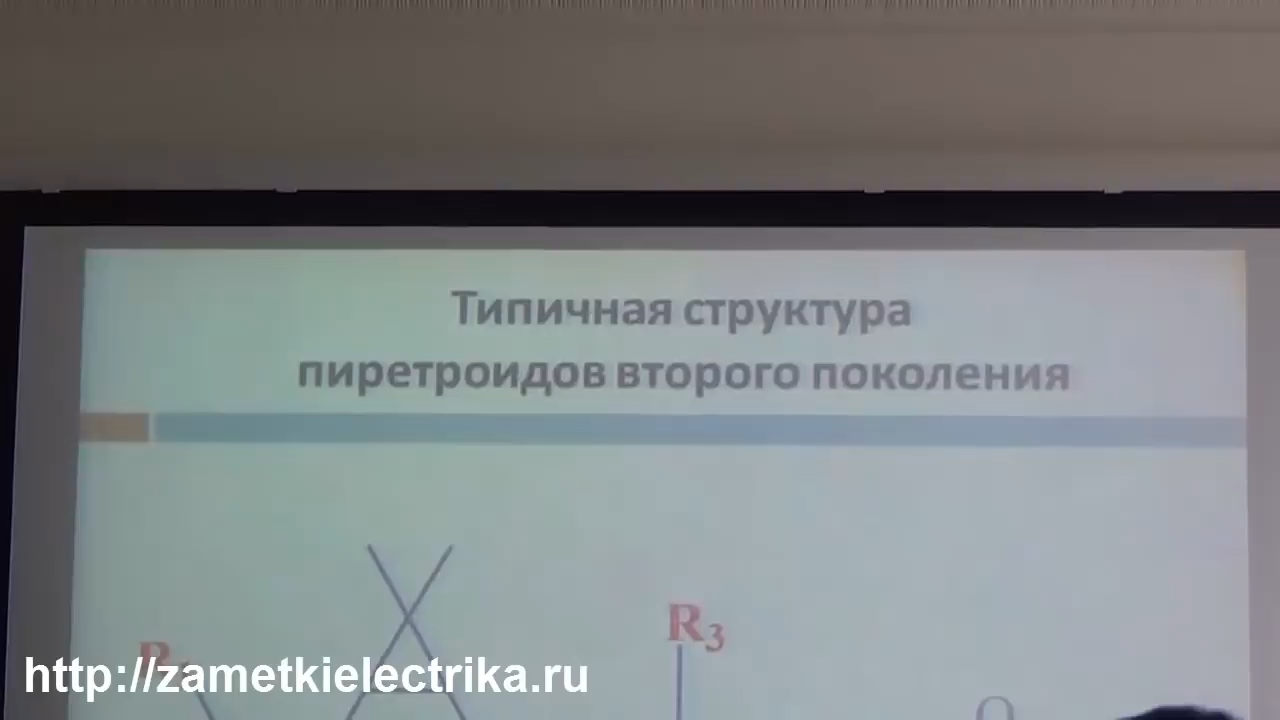 Типичная структура
пиретроидов второго поколения
R3
O
http://zametkielectrika.ru